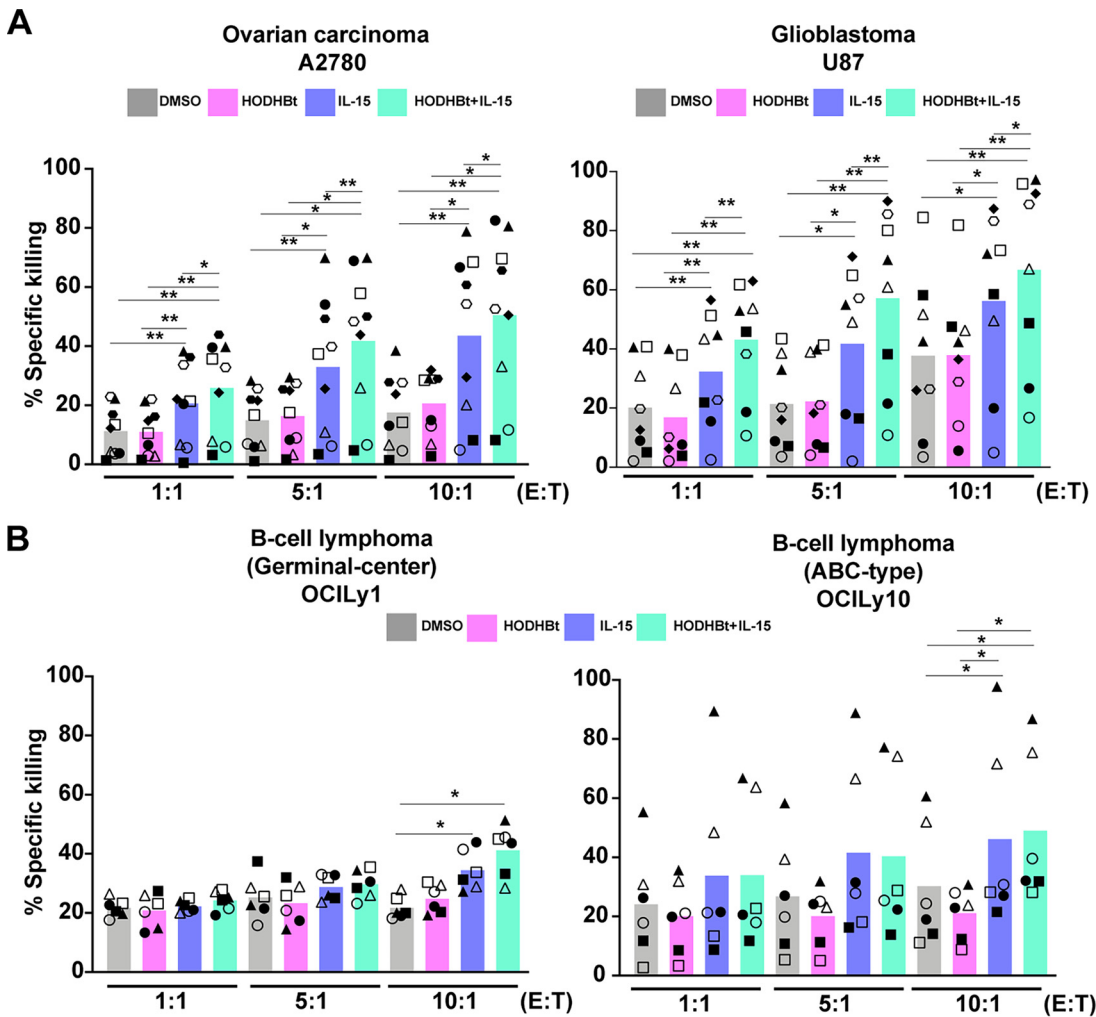 A
Ovarian carcinoma
A2780
DMSO HODHBt IL-15 HODHBt+IL-15
% Specific killing
100
80
60
40
20
0
* ** ** ** **
** * * * **
* * ** * **
1:1 5:1 10:1 (E:T)
Glioblastoma
U87
DMSO HODHBt IL-15 HODHBt+IL-15
% Specific killing
100
80
60
40
20
0
** ** ** ** **
** ** ** * *
* ** ** * *
1:1 5:1 10:1 (E:T)
B
B-cell lymphoma
(Germinal-center)
OCILy1
B-cell lymphoma
(ABC-type)
OCILy10
DMSO HODHBt IL-15 HODHBt+IL-15
% Specific killing
100
80
60
40
20
0
*
*
1:1 5:1 10:1 (E:T)
% Specific killing
100
80
60
40
20
0
*
*
*
*
1:1 5:1 10:1 (E:T)